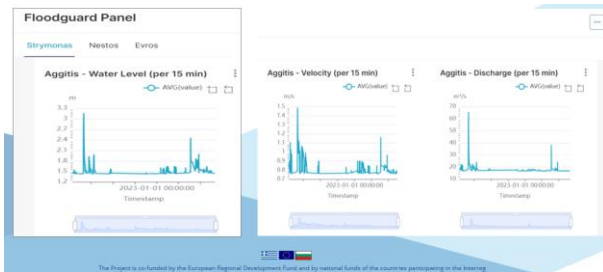 Floodguard Panel
Strymonas Nestos Evros
Aggitis - Water Level (per 15 min)
AVG(value)
m
3.3
3
2.7
2.4
2.1
1.8
1.5
1.2
2023-01-01 00:00:00
Timestamp
Aggitis - Velocity (per 15 min)
AVG(value)
m/s
1.5
1.4
1.3
1.2
1.1
1
0.9
0.8
0.7
2023-01-01 00:00:00
Timestamp
Aggitis - Discharge (per 15 min)
AVG(value)
m³/s
70
60
50
40
30
20
10
2023-01-01 00:00:00
Timestamp
The Project is co-funded by the European Regional Development Fund and by national funds of the countries participating in the Interreg